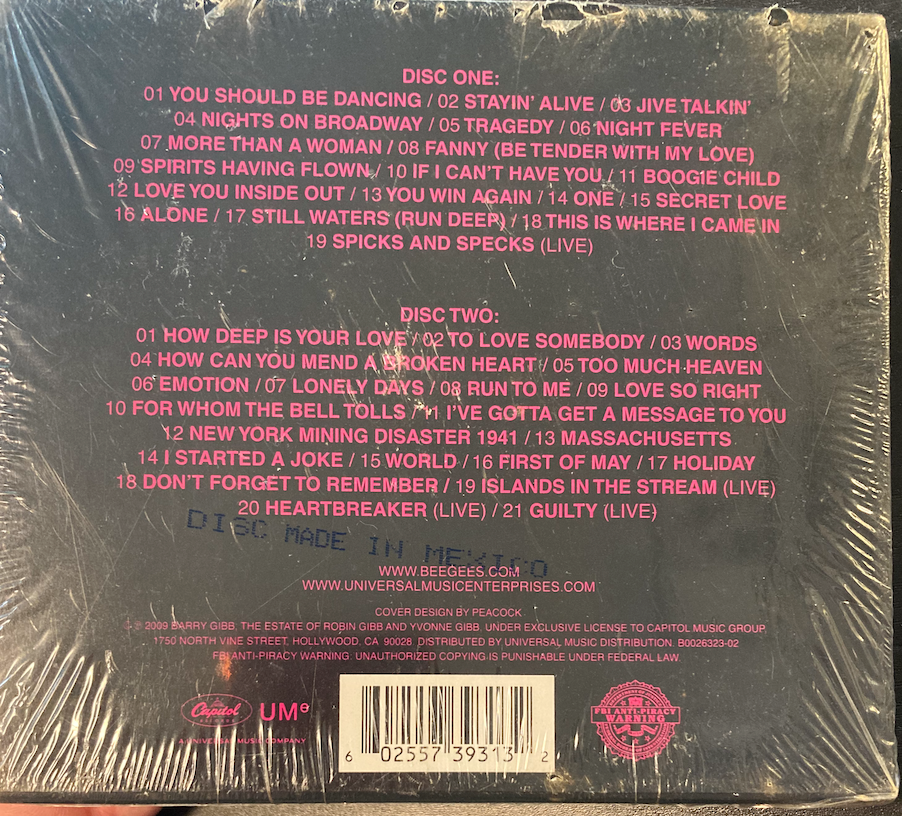 DISC ONE:
01 YOU SHOULD BE DANCING / 02 STAYIN' ALIVE / 03 JIVE TALKIN'
04 NIGHTS ON BROADWAY / 05 TRAGEDY / 06 NIGHT FEVER
07 MORE THAN A WOMAN / 08 FANNY (BE TENDER WITH MY LOVE)
09 SPIRITS HAVING FLOWN / 10 IF I CAN'T HAVE YOU / 11 BOOGIE CHILD
12 LOVE YOU INSIDE OUT / 13 YOU WIN AGAIN / 14 ONE / 15 SECRET LOVE
16 ALONE / 17 STILL WATERS (RUN DEEP) / 18 THIS IS WHERE I CAME IN
19 SPICKS AND SPECKS (LIVE)
DISC TWO:
01 HOW DEEP IS YOUR LOVE / 02 TO LOVE SOMEBODY / 03 WORDS
04 HOW CAN YOU MEND A BROKEN HEART / 05 TOO MUCH HEAVEN
06 EMOTION / 07 LONELY DAYS / 08 RUN TO ME / 09 LOVE SO RIGHT
10 FOR WHOM THE BELL TOLLS / 11 I'VE GOTTA GET A MESSAGE TO YOU
12 NEW YORK MINING DISASTER 1941 / 13 MASSACHUSETTS
14 I STARTED A JOKE / 15 WORLD / 16 FIRST OF MAY / 17 HOLIDAY
18 DON'T FORGET TO REMEMBER / 19 ISLANDS IN THE STREAM (LIVE)
20 HEARTBREAKER (LIVE) / 21 GUILTY (LIVE)
DISC MADE IN MEXICO
WWW.BEEGEES.COM
WWW.UNIVERSALMUSICENTERPRISES.COM
COVER DESIGN BY PEACOCK
℗ © 2009 BARRY GIBB, THE ESTATE OF ROBIN GIBB AND YVONNE GIBB, UNDER EXCLUSIVE LICENSE TO CAPITOL MUSIC GROUP,
1750 NORTH VINE STREET, HOLLYWOOD, CA 90028. DISTRIBUTED BY UNIVERSAL MUSIC DISTRIBUTION. B0026323-02
FBI ANTI-PIRACY WARNING: UNAUTHORIZED COPYING IS PUNISHABLE UNDER FEDERAL LAW.
Capitol RECORDS
UMe
A UNIVERSAL MUSIC COMPANY
6 02557 39313 2
FBI ANTI-PIRACY
WARNING